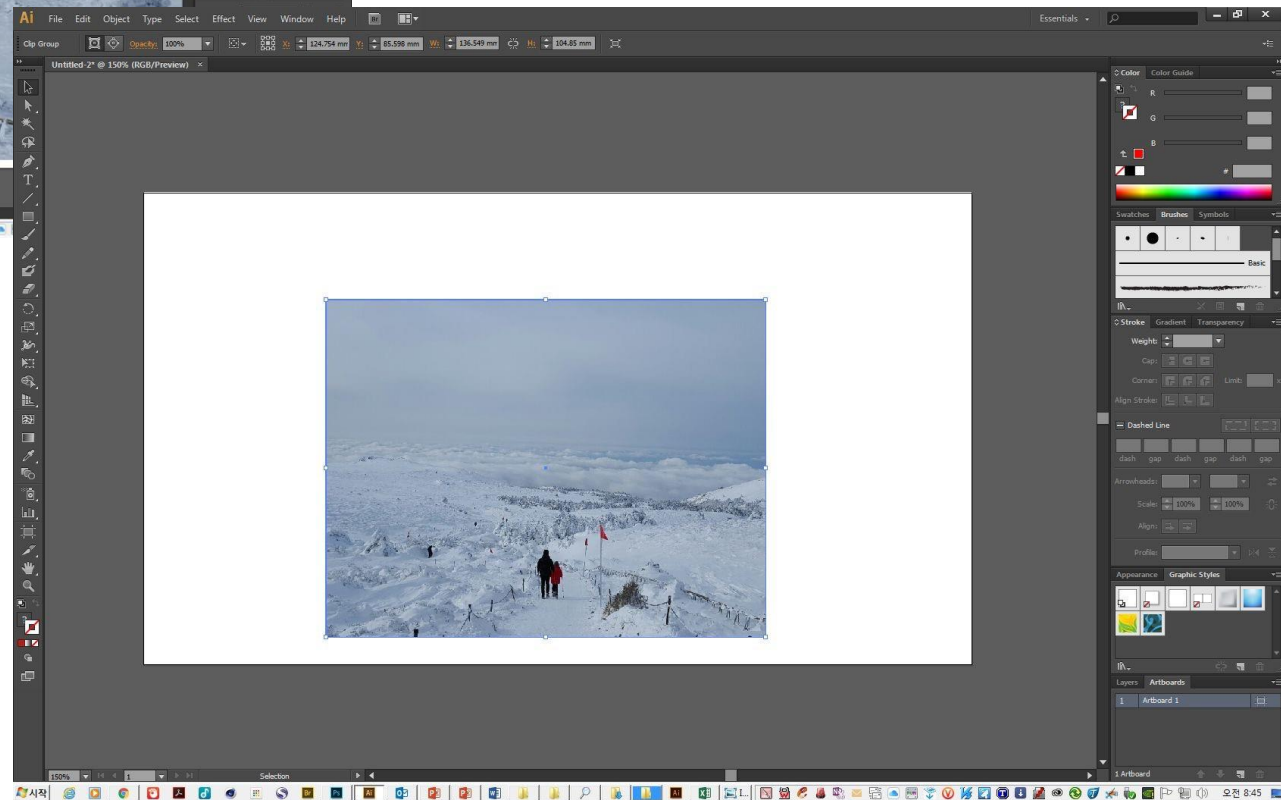 Ai File Edit Object Type Select Effect View Window Help Br Essentials
Clip Group Opacity: 100% X: 124.754 mm Y: 85.598 mm W: 136.549 mm H: 104.85 mm
Untitled-2* @ 150% (RGB/Preview) ×
Color Color Guide
R
G
B
#
Swatches Brushes Symbols
Basic
Stroke Gradient Transparency
Weight:
Cap:
Corner: Limit:
Align Stroke:
Dashed Line
dash gap dash gap dash gap
Arrowheads:
Scale: 100% 100%
Align:
Profile:
Appearance Graphic Styles
Layers Artboards
1 Artboard 1
150% 1 Selection 1 Artboard
시작 오전 8:45